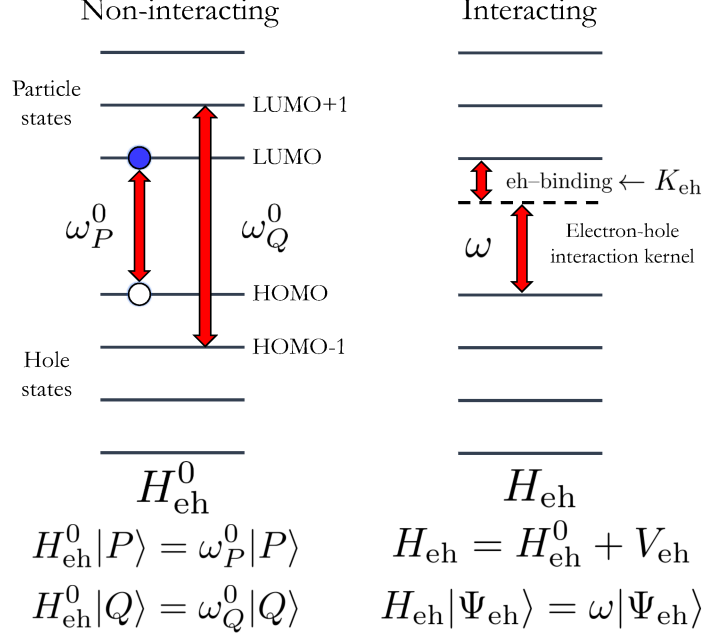 Non-interacting
Interacting
Particle
states
LUMO+1
LUMO
ω_P^0
ω_Q^0
HOMO
HOMO-1
Hole
states
eh–binding ← K_eh
ω
Electron-hole
interaction kernel
H_eh^0
H_eh
H_eh^0|P⟩ = ω_P^0|P⟩
H_eh = H_eh^0 + V_eh
H_eh^0|Q⟩ = ω_Q^0|Q⟩
H_eh|Ψ_eh⟩ = ω|Ψ_eh⟩